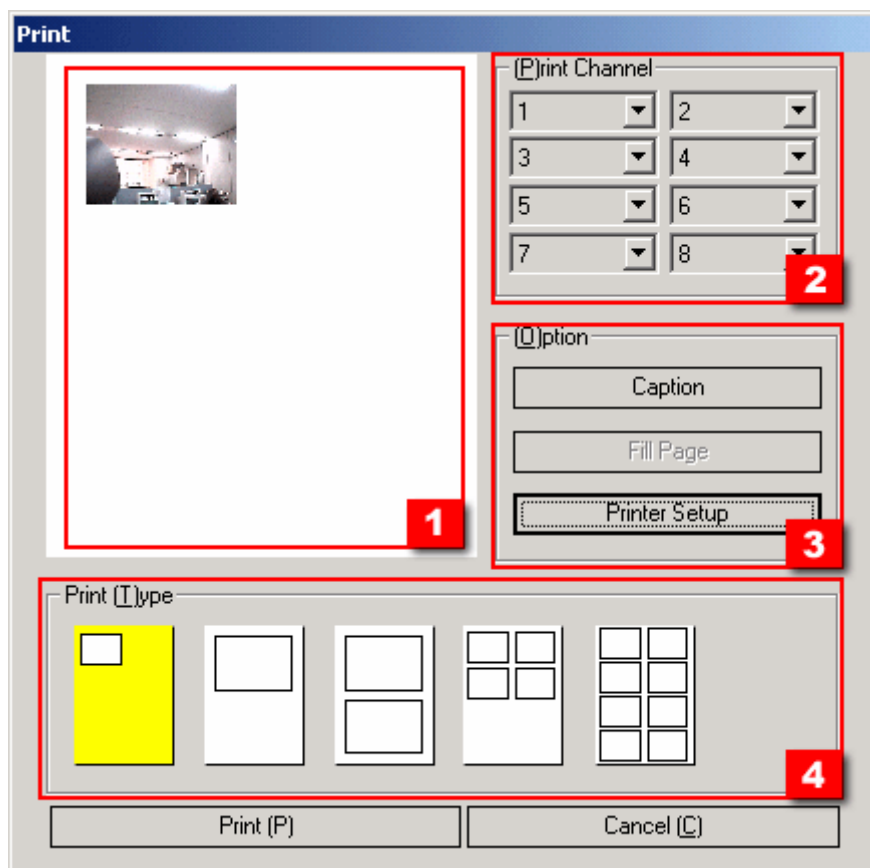 Print
(P)rint Channel
1 2
3 4
5 6
7 8
2
(O)ption
Caption
Fill Page
Printer Setup
1
3
Print (T)ype
4
Print (P) Cancel (C)